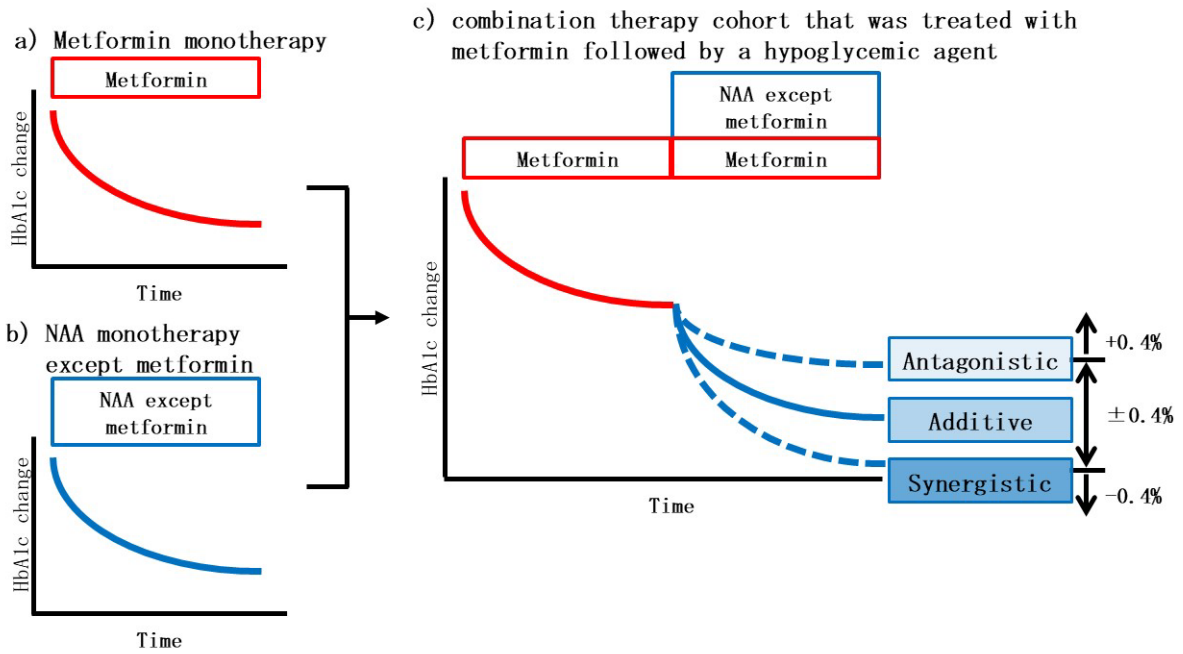 a) Metformin monotherapy
Metformin
HbA1c change
Time
b) NAA monotherapy
except metformin
NAA except
metformin
HbA1c change
Time
c) combination therapy cohort that was treated with
metformin followed by a hypoglycemic agent
NAA except
metformin
Metformin
Metformin
HbA1c change
Time
Antagonistic
Additive
Synergistic
+0.4%
±0.4%
-0.4%